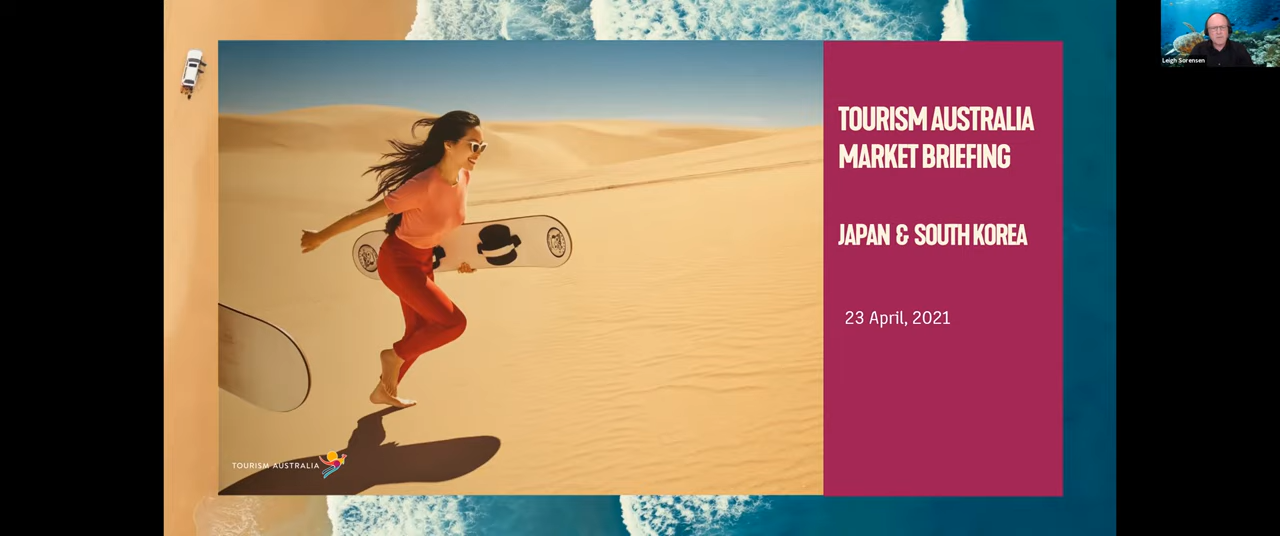 Leigh Sorensen
TOURISM AUSTRALIA
MARKET BRIEFING
JAPAN & SOUTH KOREA
23 April, 2021
TOURISM AUSTRALIA